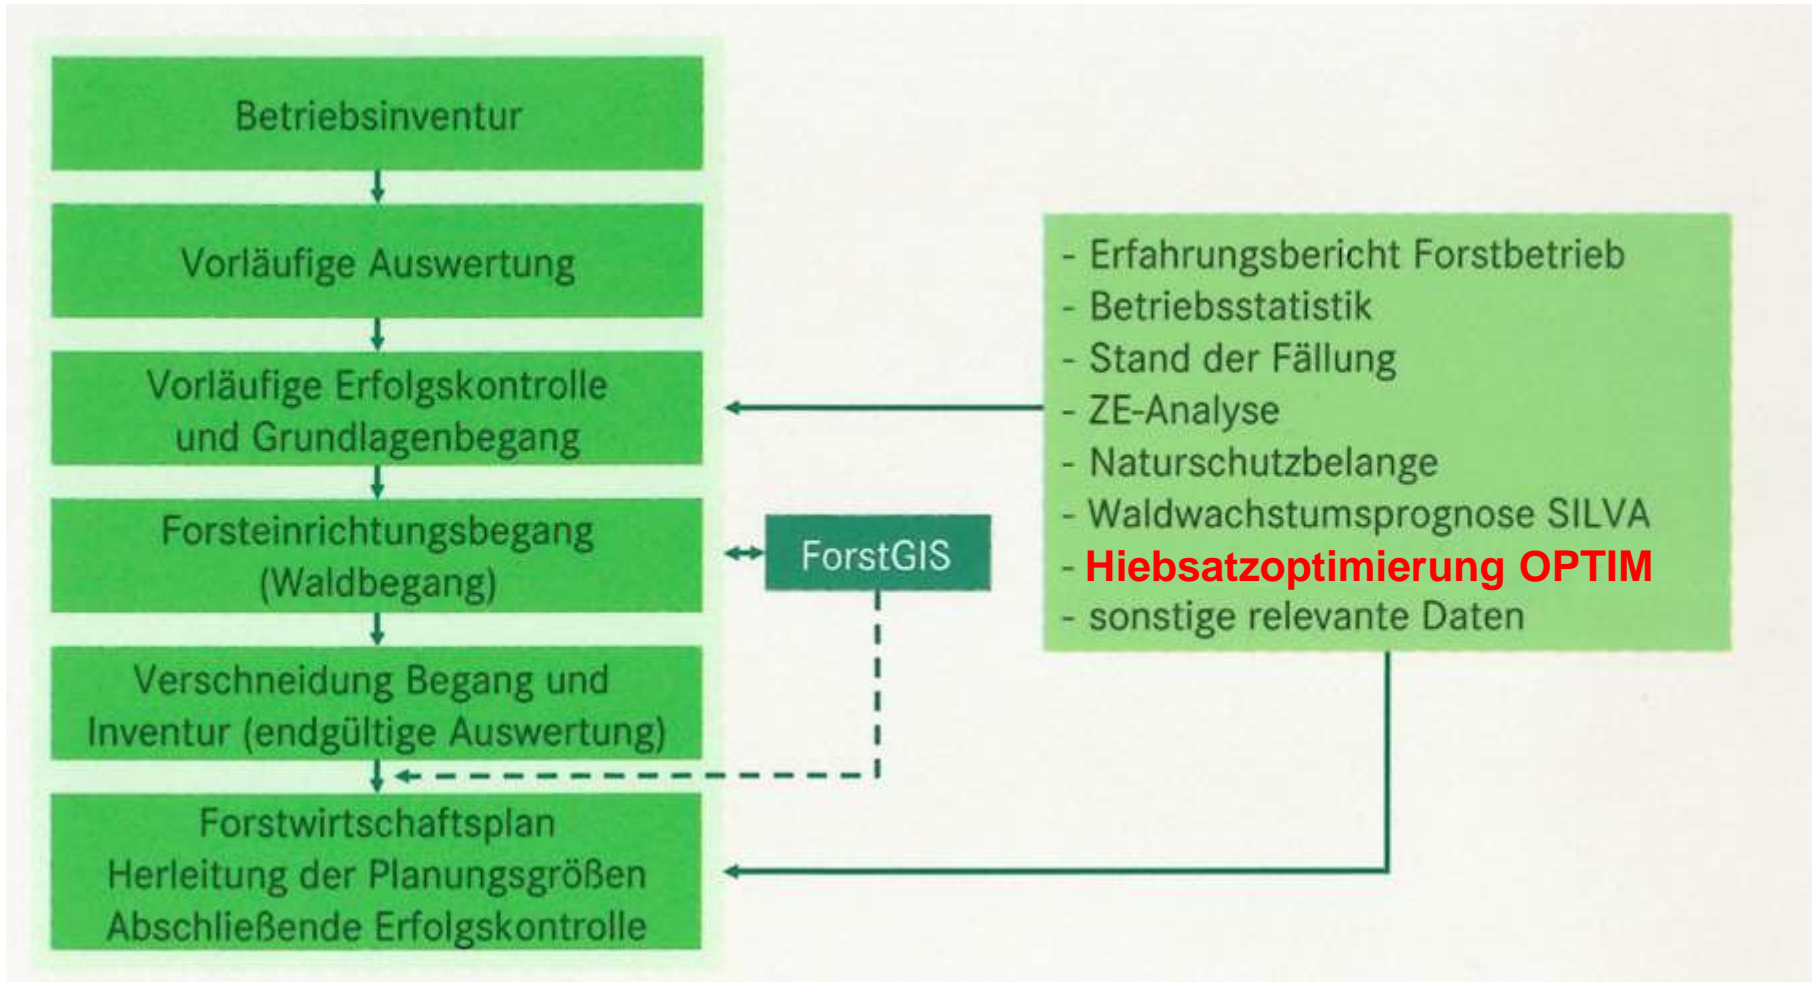 Betriebsinventur
Vorläufige Auswertung
Vorläufige Erfolgskontrolle
und Grundlagenbegang
Forsteinrichtungsbegang
(Waldbegang)
Verschneidung Begang und
Inventur (endgültige Auswertung)
Forstwirtschaftsplan
Herleitung der Planungsgrößen
Abschließende Erfolgskontrolle
ForstGIS
- Erfahrungsbericht Forstbetrieb
- Betriebsstatistik
- Stand der Fällung
- ZE-Analyse
- Naturschutzbelange
- Waldwachstumsprognose SILVA
- Hiebsatzoptimierung OPTIM
- sonstige relevante Daten